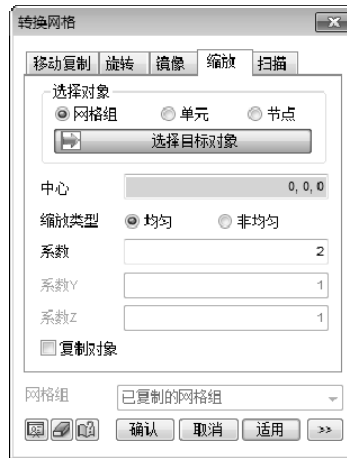 转换网格
移动复制 旋转 镜像 缩放 扫描
选择对象
网格组 单元 节点
选择目标对象
中心 0, 0, 0
缩放类型 均匀 非均匀
系数 2
系数Y 1
系数Z 1
复制对象
网格组 已复制的网格组
确认 取消 适用 >>